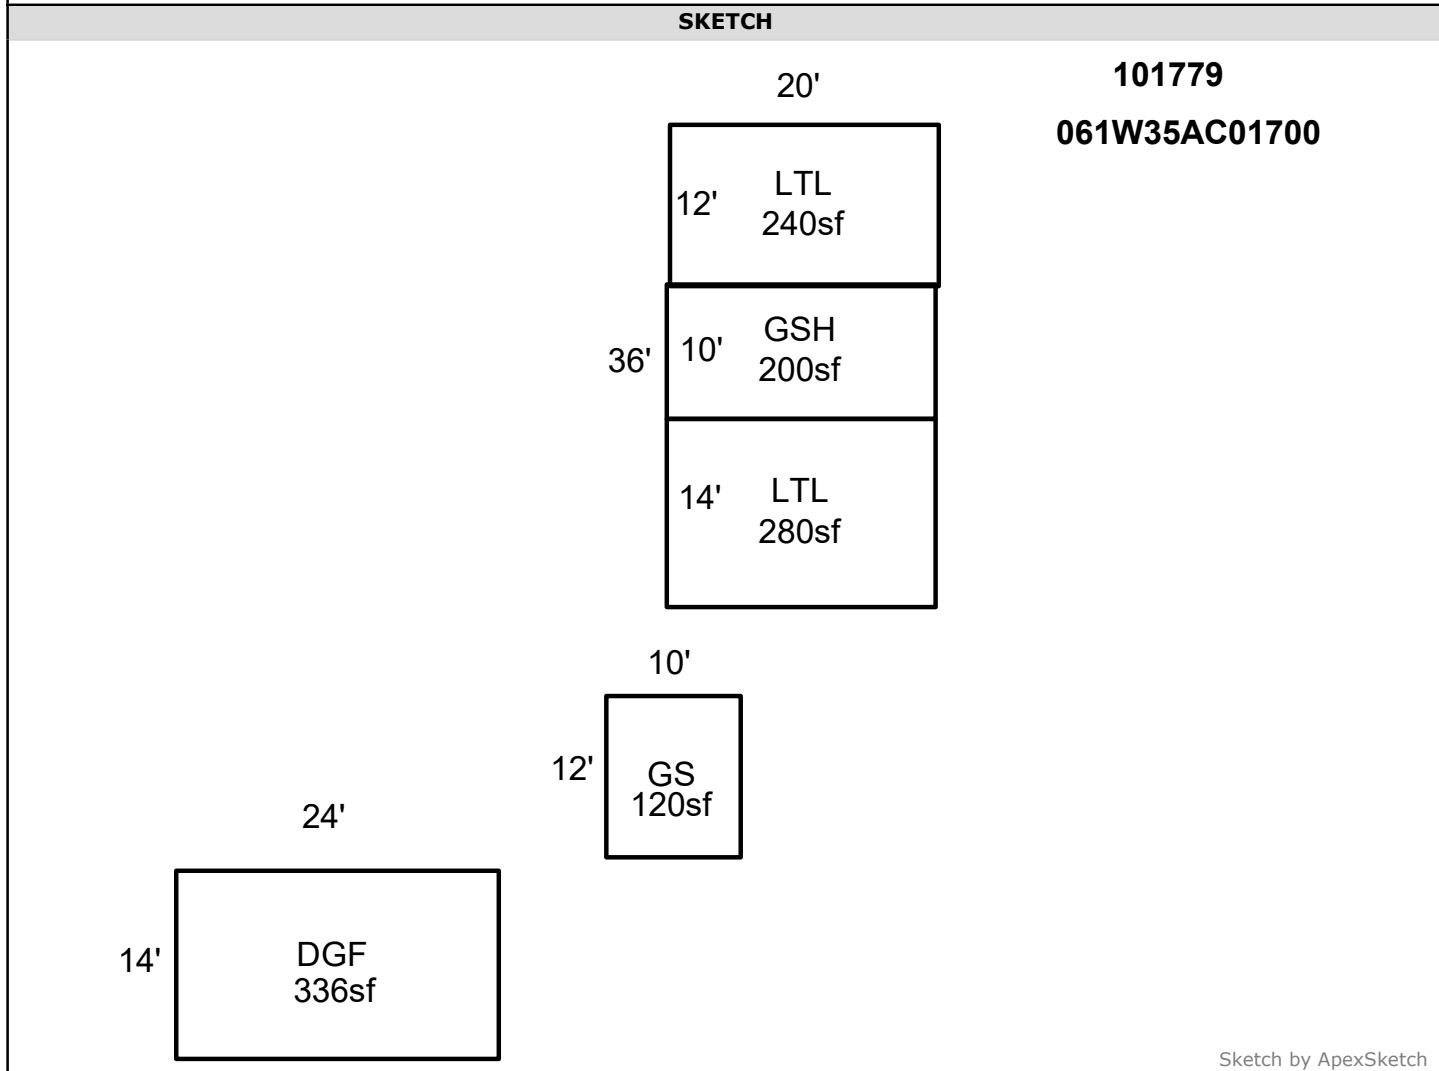 SKETCH
101779
061W35AC01700
20'
12'
LTL
240sf
36'
10'
GSH
200sf
14'
LTL
280sf
10'
12'
GS
120sf
24'
14'
DGF
336sf
Sketch by ApexSketch